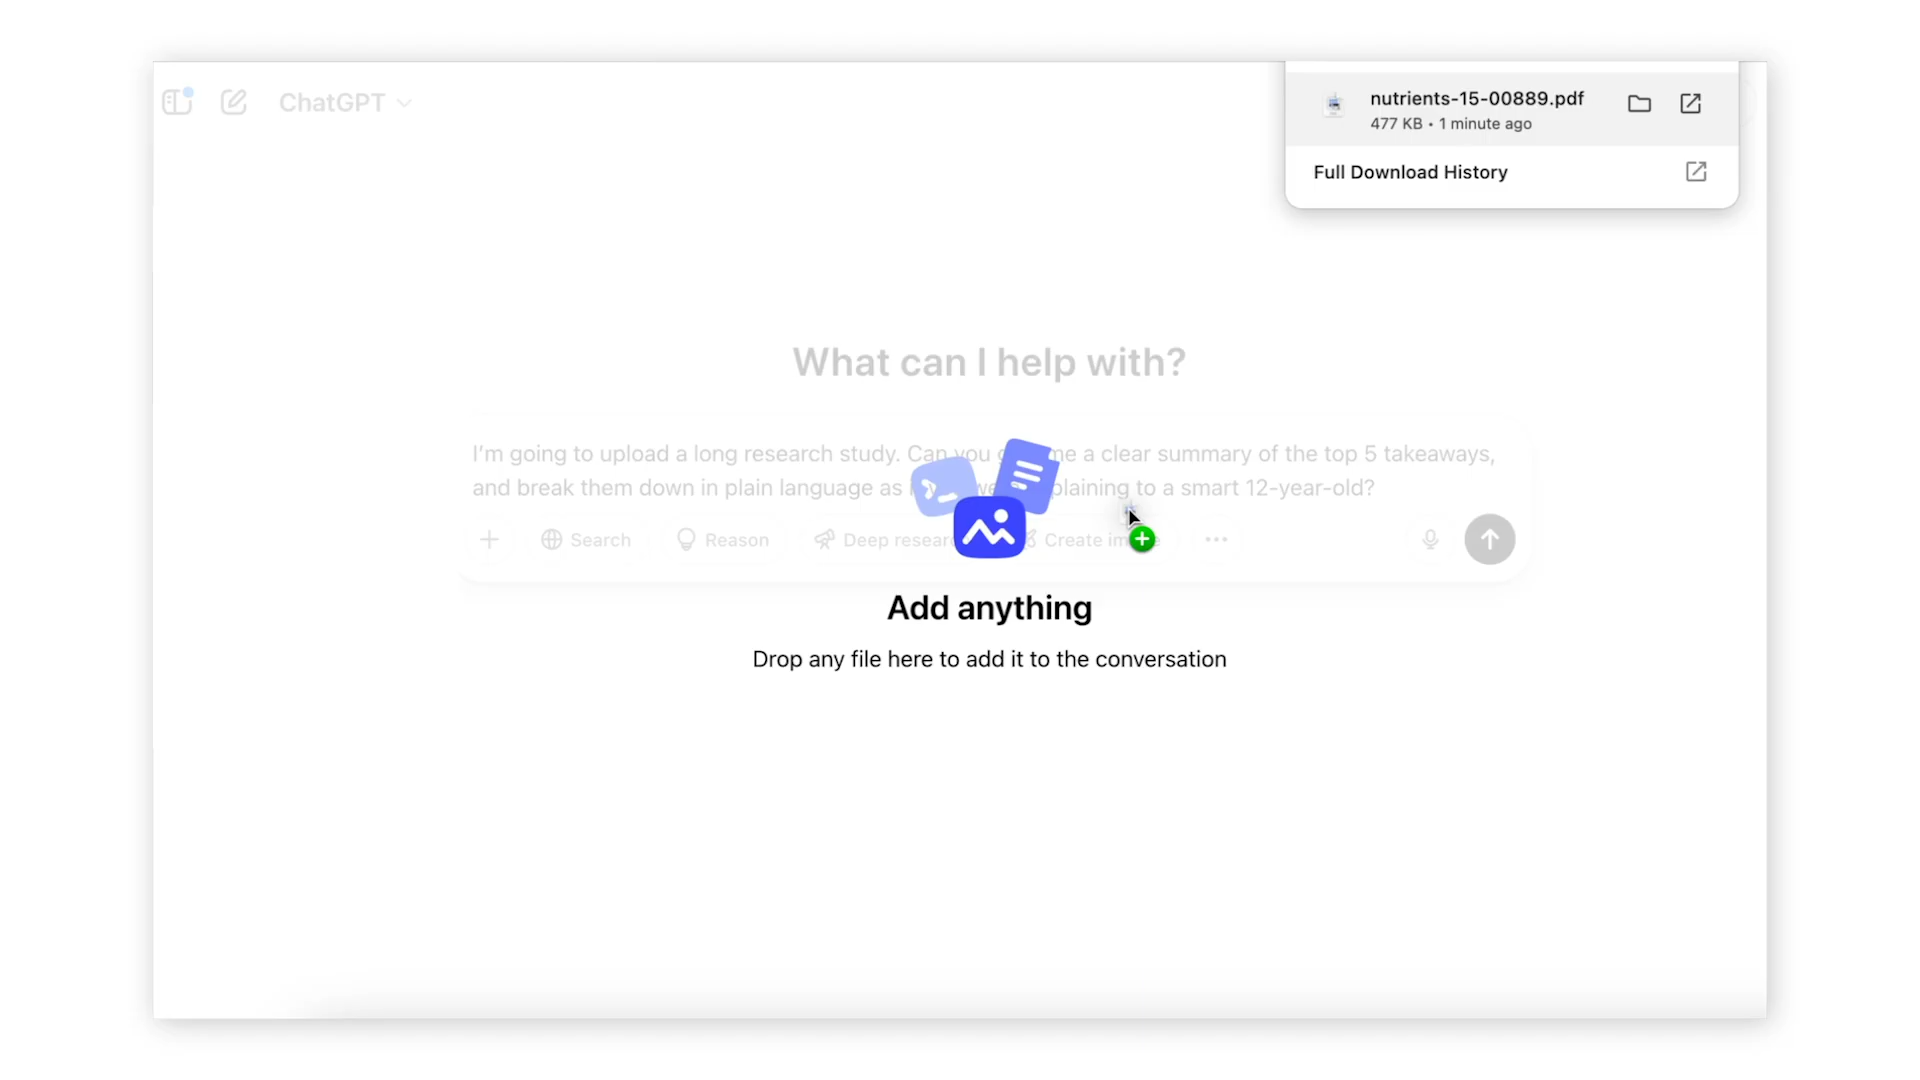 ChatGPT
nutrients-15-00889.pdf
477 KB • 1 minute ago
Full Download History
What can I help with?
I'm going to upload a long research study. Can you me a clear summary of the top 5 takeaways,
and break them down in plain language as to a smart 12-year-old?
Search
Reason
Deep
Create
Add anything
Drop any file here to add it to the conversation